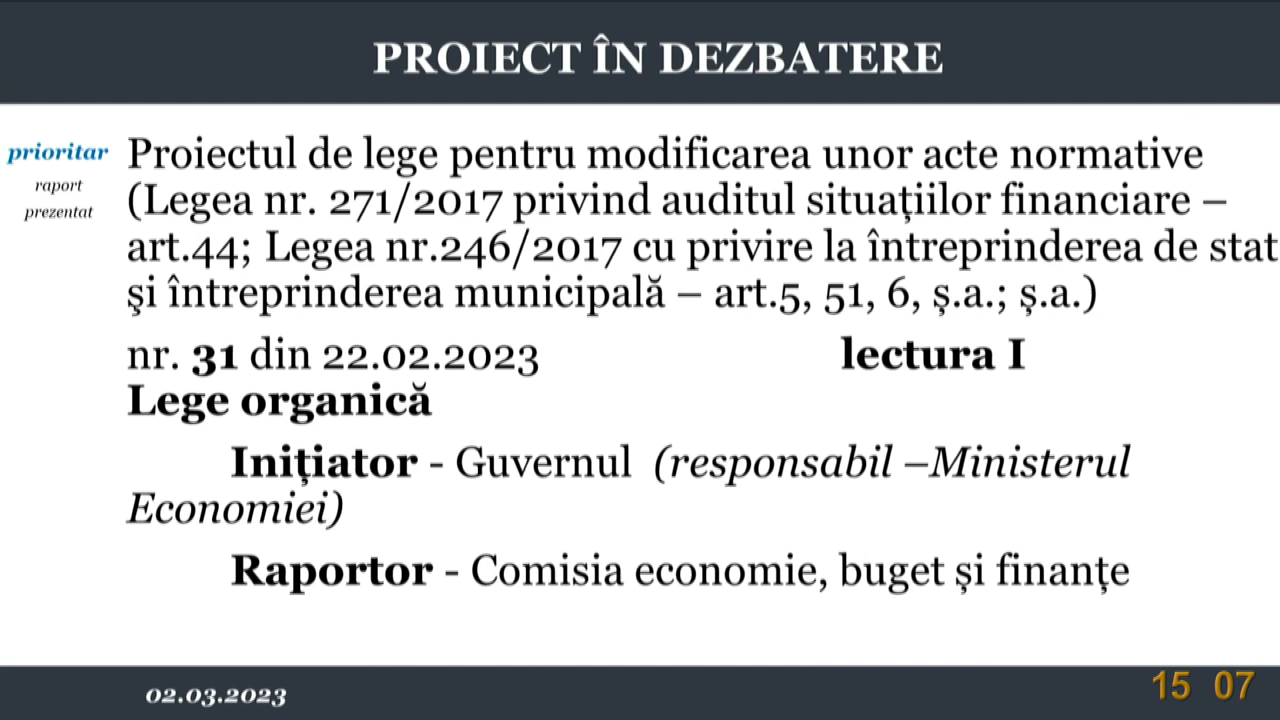 PROIECT ÎN DEZBATERE
prioritar
raport
prezentat
Proiectul de lege pentru modificarea unor acte normative
(Legea nr. 271/2017 privind auditul situațiilor financiare –
art.44; Legea nr.246/2017 cu privire la întreprinderea de stat
şi întreprinderea municipală – art.5, 51, 6, ș.a.; ș.a.)
nr. 31 din 22.02.2023 lectura I
Lege organică
Inițiator - Guvernul (responsabil –Ministerul
Economiei)
Raportor - Comisia economie, buget și finanțe
02.03.2023
15 07